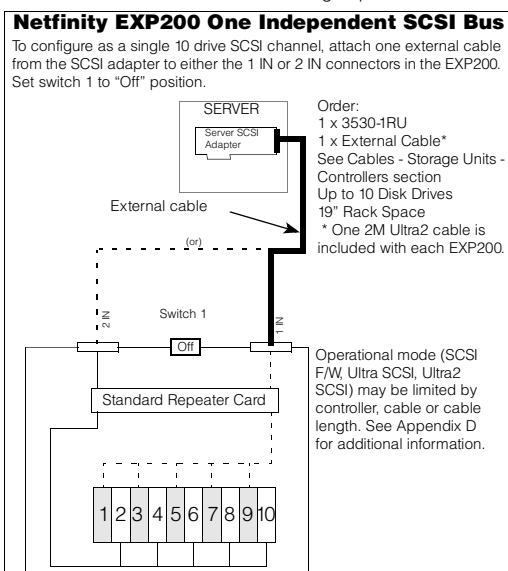 Netfinity EXP200 One Independent SCSI Bus
To configure as a single 10 drive SCSI channel, attach one external cable
from the SCSI adapter to either the 1 IN or 2 IN connectors in the EXP200.
Set switch 1 to “Off” position.
SERVER
Server SCSI
Adapter
Order:
1 x 3530-1RU
1 x External Cable*
See Cables - Storage Units -
Controllers section
Up to 10 Disk Drives
19” Rack Space
* One 2M Ultra2 cable is
included with each EXP200.
External cable
(or)
2 IN
Switch 1
1 IN
Off
Operational mode (SCSI
F/W, Ultra SCSI, Ultra2
SCSI) may be limited by
controller, cable or cable
length. See Appendix D
for additional information.
Standard Repeater Card
1 2 3 4 5 6 7 8 9 10